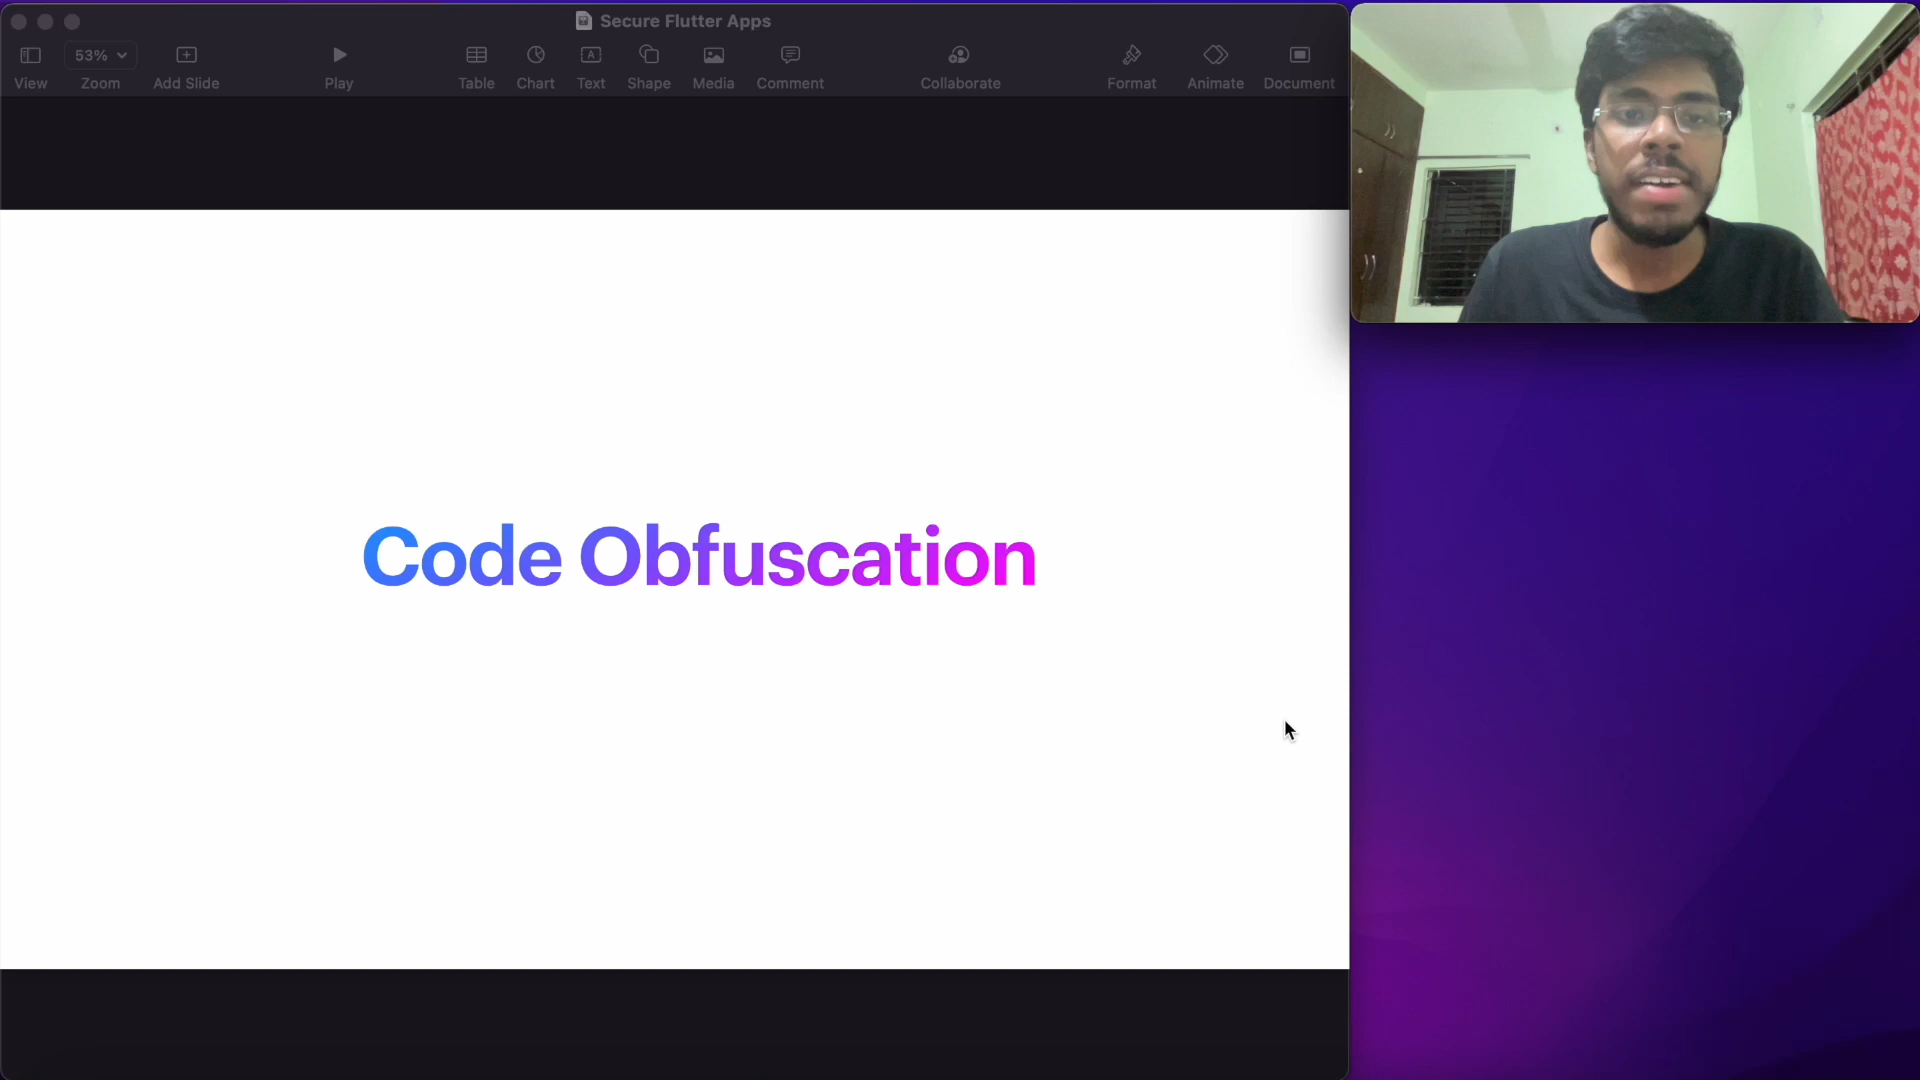 Secure Flutter Apps
53%
View
Zoom
Add Slide
Play
Table
Chart
Text
Shape
Media
Comment
Collaborate
Format
Animate
Document
Code Obfuscation